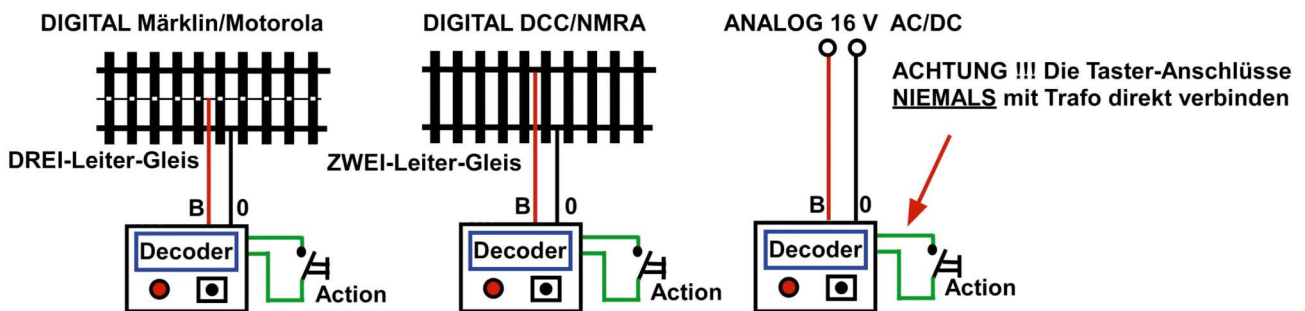 DIGITAL Märklin/Motorola
DREI-Leiter-Gleis
B 0
Decoder
Action
DIGITAL DCC/NMRA
ZWEI-Leiter-Gleis
B 0
Decoder
Action
ANALOG 16 V AC/DC
ACHTUNG !!! Die Taster-Anschlüsse
NIEMALS mit Trafo direkt verbinden
B 0
Decoder
Action